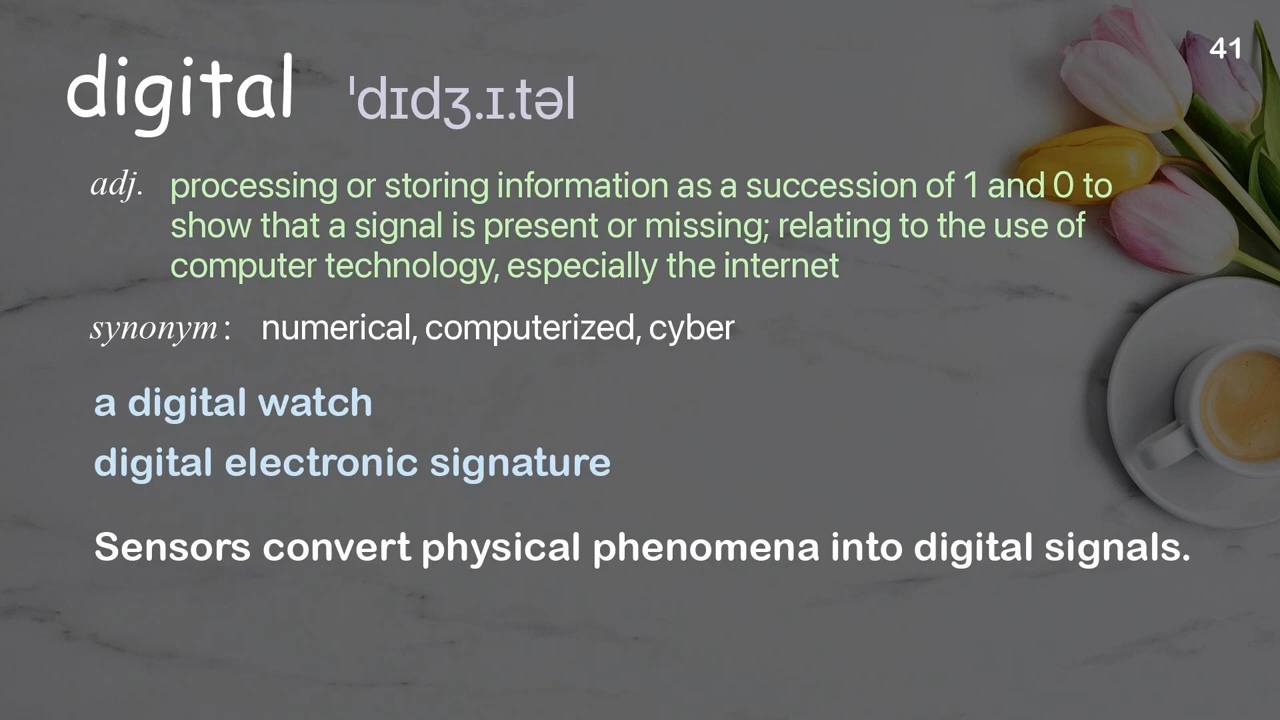 41
digital ˈdɪdʒ.ɪ.təl
adj. processing or storing information as a succession of 1 and 0 to
show that a signal is present or missing; relating to the use of
computer technology, especially the internet
synonym: numerical, computerized, cyber
a digital watch
digital electronic signature
Sensors convert physical phenomena into digital signals.